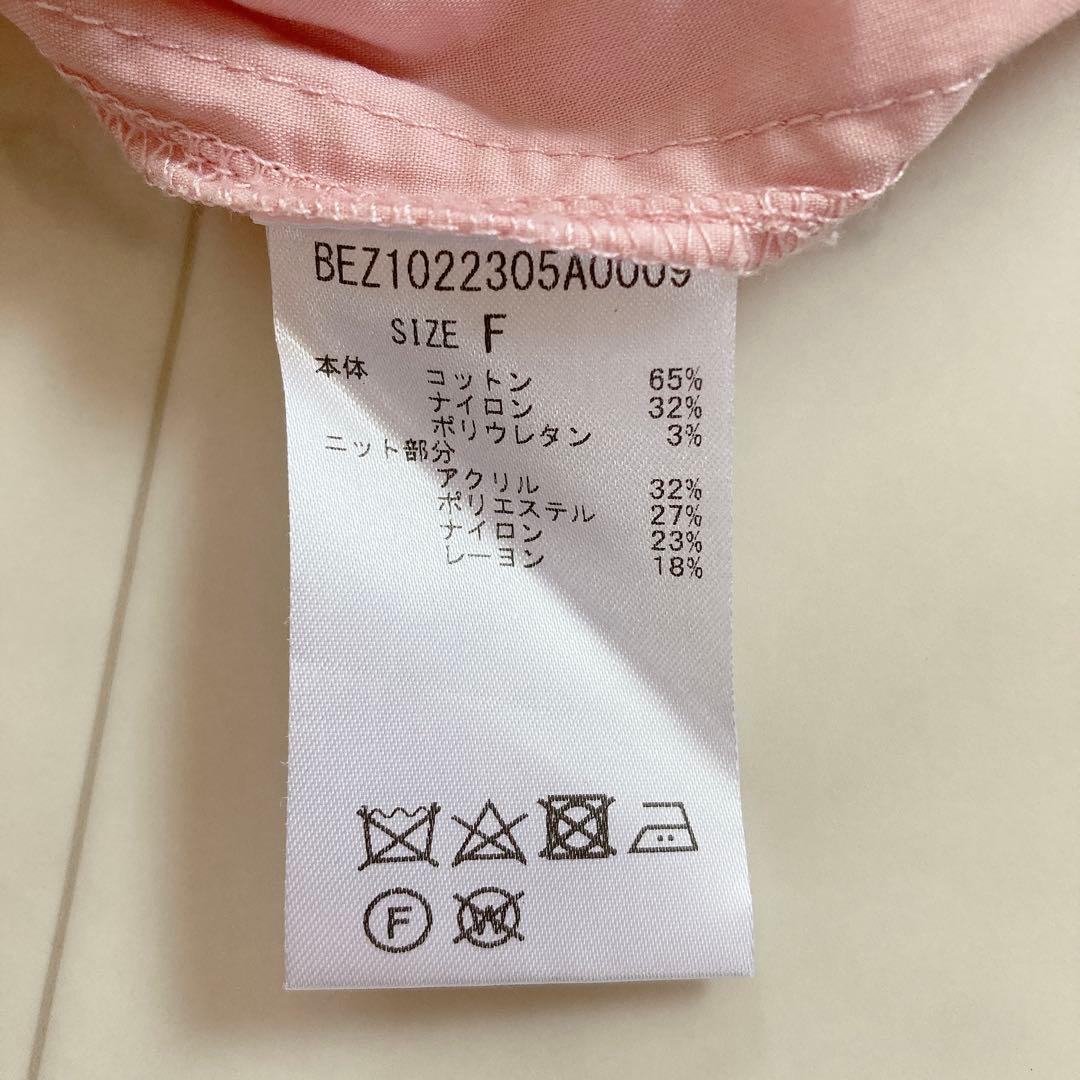 BEZ1022305A0009
SIZE F
本体 コットン 65%
ナイロン 32%
ポリウレタン 3%
ニット部分
アクリル 32%
ポリエステル 27%
ナイロン 23%
レーヨン 18%
F W